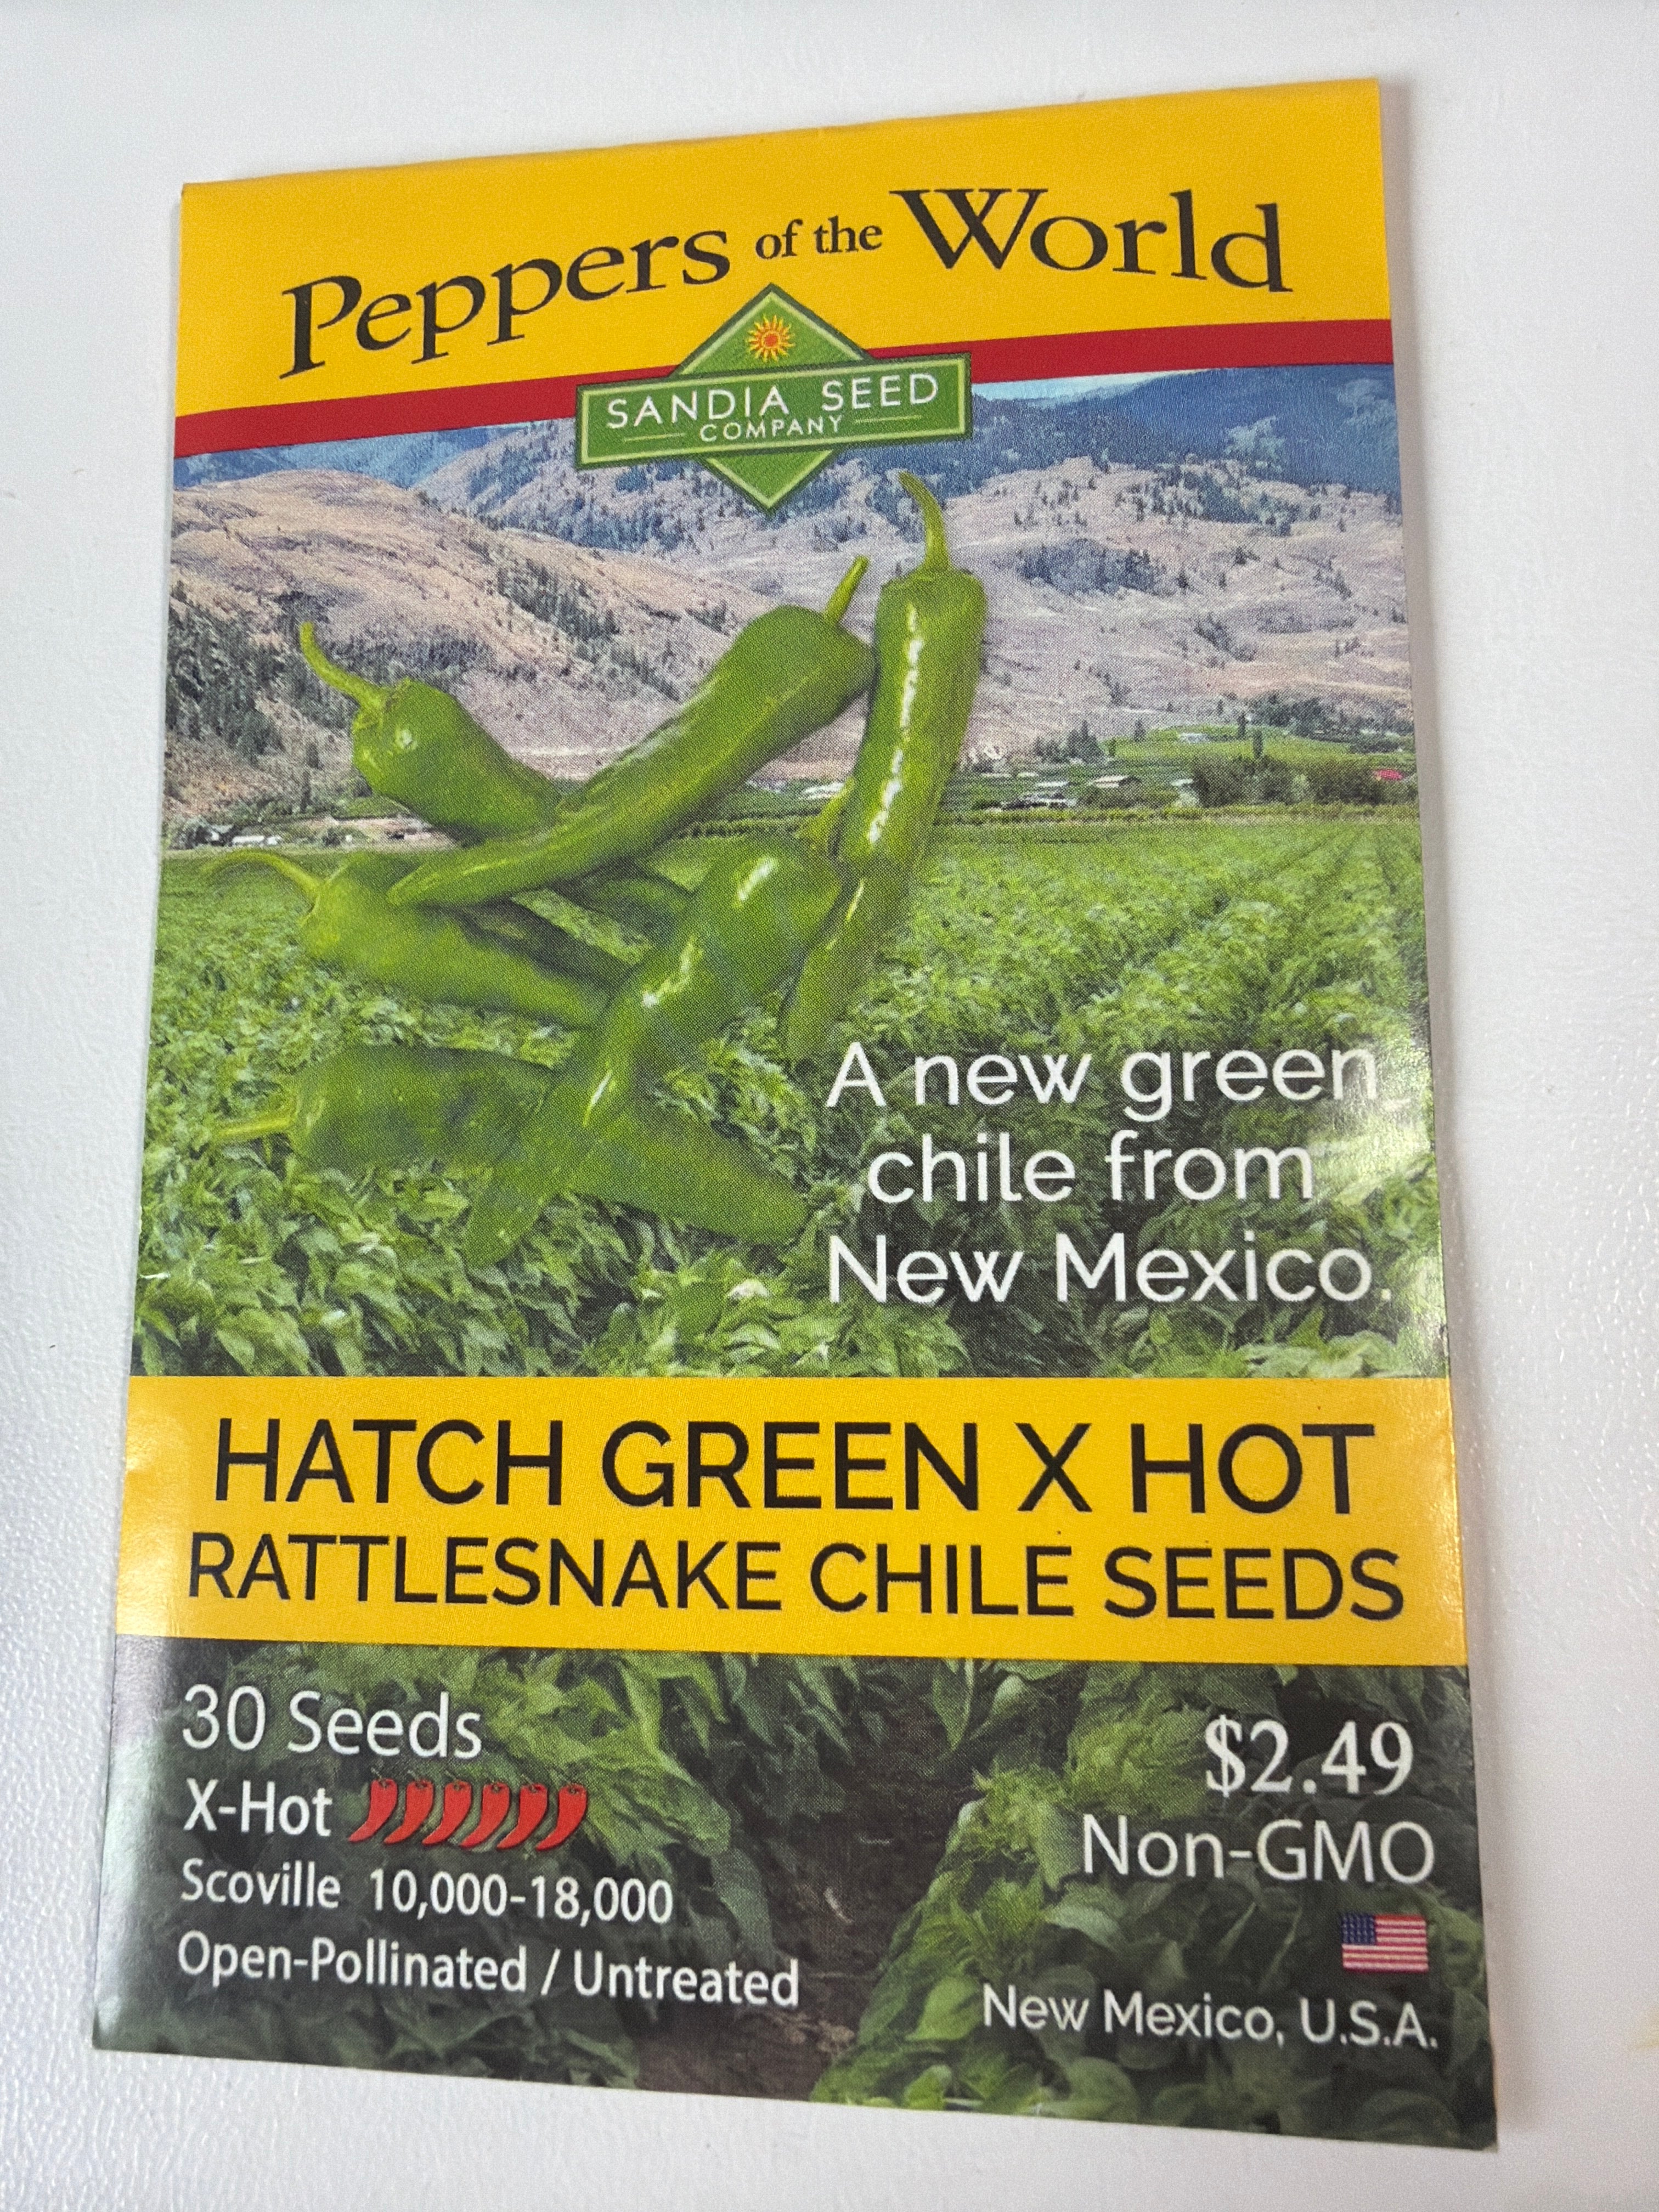 Peppers of the World
SANDIA SEED
COMPANY
A new green
chile from
New Mexico.
HATCH GREEN X HOT
RATTLESNAKE CHILE SEEDS
30 Seeds
X-Hot
Scoville 10,000-18,000
Open-Pollinated / Untreated
$2.49
Non-GMO
New Mexico, U.S.A.